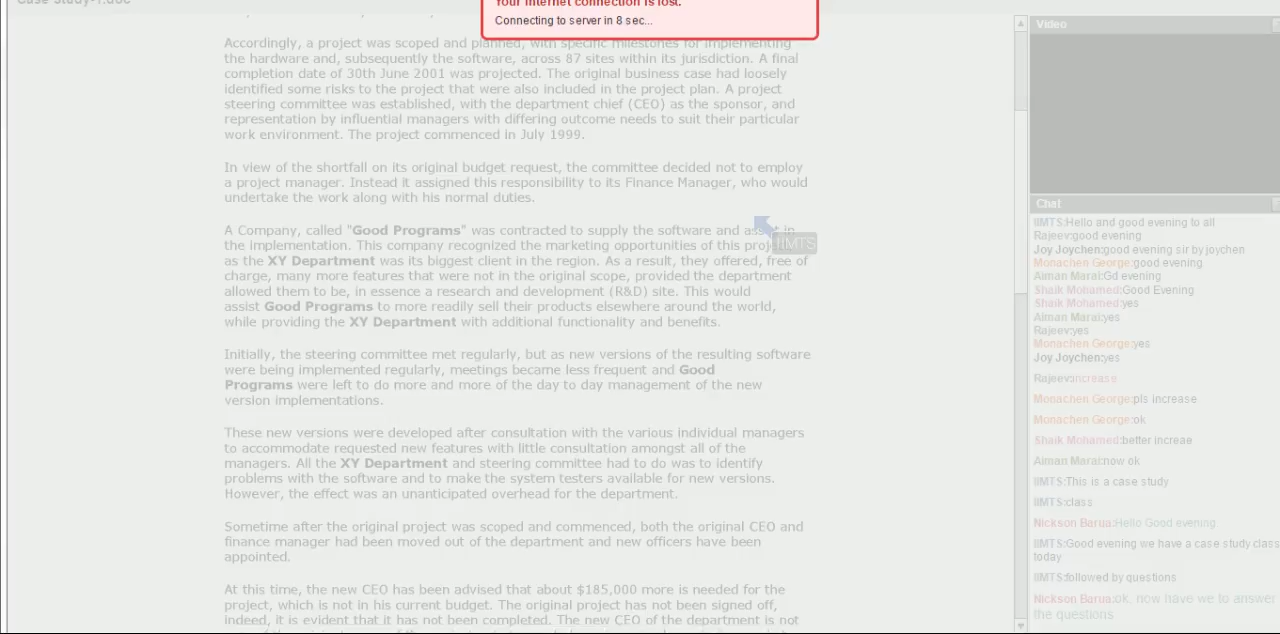 Case Study-1.doc
Your internet connection is lost.
Connecting to server in 8 sec...
Accordingly, a project was scoped and planned, with specific milestones for implementing
the hardware and, subsequently the software, across 87 sites within its jurisdiction. A final
completion date of 30th June 2001 was projected. The original business case had loosely
identified some risks to the project that were also included in the project plan. A project
steering committee was established, with the department chief (CEO) as the sponsor, and
representation by influential managers with differing outcome needs to suit their particular
work environment. The project commenced in July 1999.
In view of the shortfall on its original budget request, the committee decided not to employ
a project manager. Instead it assigned this responsibility to its Finance Manager, who would
undertake the work along with his normal duties.
A Company, called "Good Programs" was contracted to supply the software and assist in
the implementation. This company recognized the marketing opportunities of this
IIMTS
as the XY Department was its biggest client in the region. As a result, they offered, free of
charge, many more features that were not in the original scope, provided the department
allowed them to be, in essence a research and development (R&D) site. This would
assist Good Programs to more readily sell their products elsewhere around the world,
while providing the XY Department with additional functionality and benefits.
Initially, the steering committee met regularly, but as new versions of the resulting software
were being implemented regularly, meetings became less frequent and Good
Programs were left to do more and more of the day to day management of the new
version implementations.
These new versions were developed after consultation with the various individual managers
to accommodate requested new features with little consultation amongst all of the
managers. All the XY Department and steering committee had to do was to identify
problems with the software and to make the system testers available for new versions.
However, the effect was an unanticipated overhead for the department.
Sometime after the original project was scoped and commenced, both the original CEO and
finance manager had been moved out of the department and new officers have been
appointed.
At this time, the new CEO has been advised that about $185,000 more is needed for the
project, which is not in his current budget. The original project has not been signed off,
indeed, it is evident that it has not been completed. The new CEO of the department is not
Video
Chat
IIMTS:Hello and good evening to all
Rajeev:good evening
Joy Joychen:good evening sir by joychen
Monachen George:good evening
Aiman Marai:Gd evening
Shaik Mohamed:Good Evening
Shaik Mohamed:yes
Aiman Marai:yes
Rajeev:yes
Monachen George:yes
Joy Joychen:yes
Rajeev:increase
Monachen George:pls increase
Monachen George:ok
Shaik Mohamed:better increae
Aiman Marai:now ok
IIMTS:This is a case study
IIMTS:class
Nickson Barua:Hello Good evening
IIMTS:Good evening we have a case study class
today
IIMTS:followed by questions
Nickson Barua:ok, now have we to answer
the questions